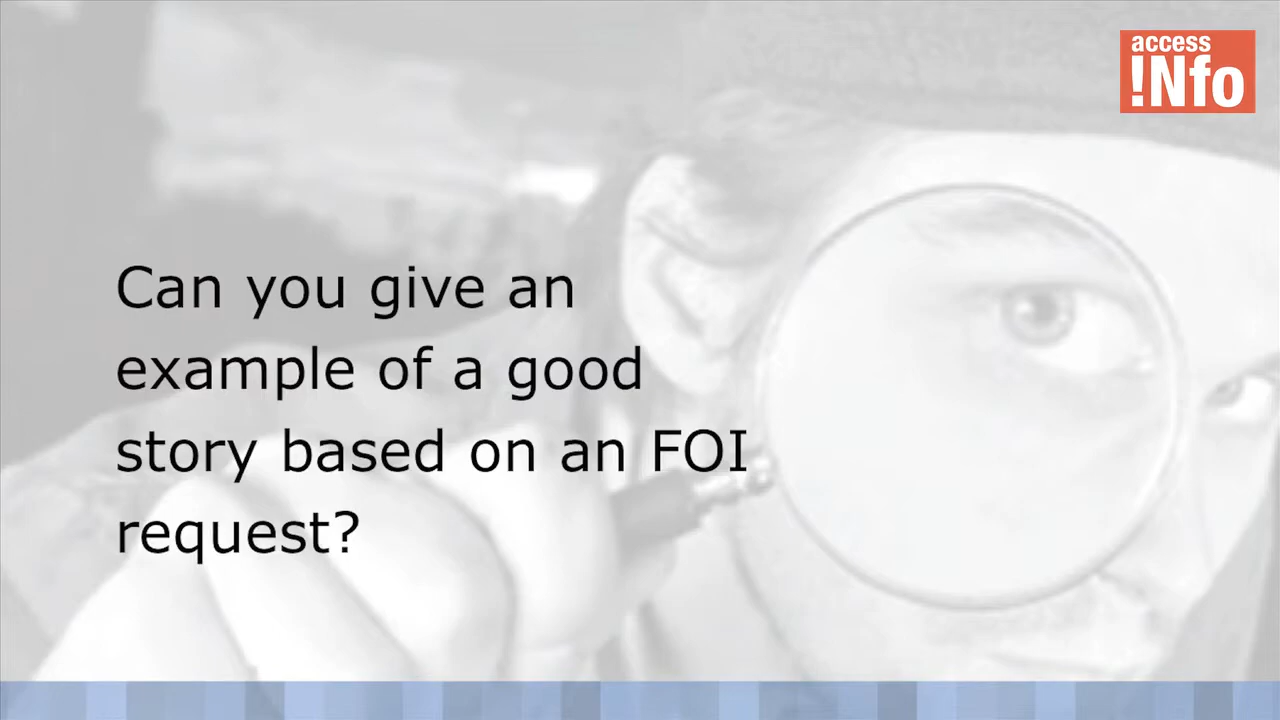 access
!Nfo
Can you give an
example of a good
story based on an FOI
request?